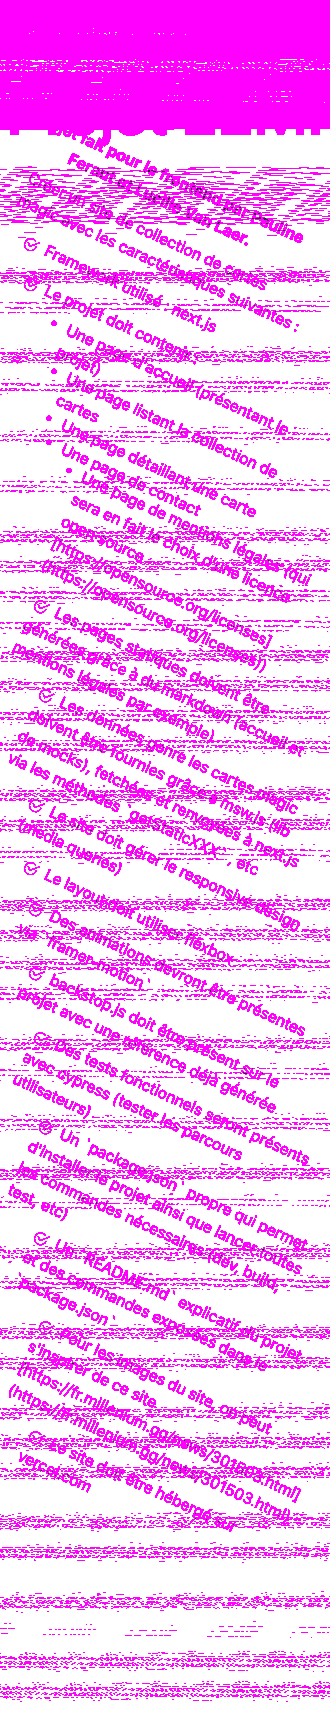 Projet
Projet fait pour le frontend par Pauline
Feraut et Lucille Van Laer.
Créer un site de collection de cartes
magic avec les caractéristiques suivantes :
Framework utilisé : next.js
Le projet doit contenir :
Une page d'accueil (présentant le
projet)
Une page listant la collection de
cartes
Une page détaillant une carte
Une page de contact
Une page de mentions légales (qui
sera en fait le choix d'une licence
open source
[https://opensource.org/licenses]
(https://opensource.org/licenses))
Les pages statiques doivent être
générées grâce à du markdown (accueil et
mentions légales par exemple)
Les données genre les cartes magic
doivent être fournies grâce à msw.js (lib
de mocks), fetchées et renvoyées à next.js
via les méthodes `getStaticXXX`, etc
Le site doit gérer le responsive design
(media queries)
Le layout doit utiliser flexbox
Des animations devront être présentes
via `framer-motion`
backstop.js doit être présent sur le
projet avec une référence déjà générée
Des tests fonctionnels seront présents
avec cypress (tester les parcours
utilisateurs)
Un `package.json` propre qui permet
d'installer le projet ainsi que lancer toutes
les commandes nécessaires (dev, build,
test, etc)
Un `README.md` explicatif du projet
et des commandes exposées dans le
`package.json`
pour les images du site, on peut
s'inspirer de ce site
[https://fr.millenium.gg/news/301503.html]
(https://fr.millenium.gg/news/301503.html)
Le site doit être hébergé sur
vercel.com